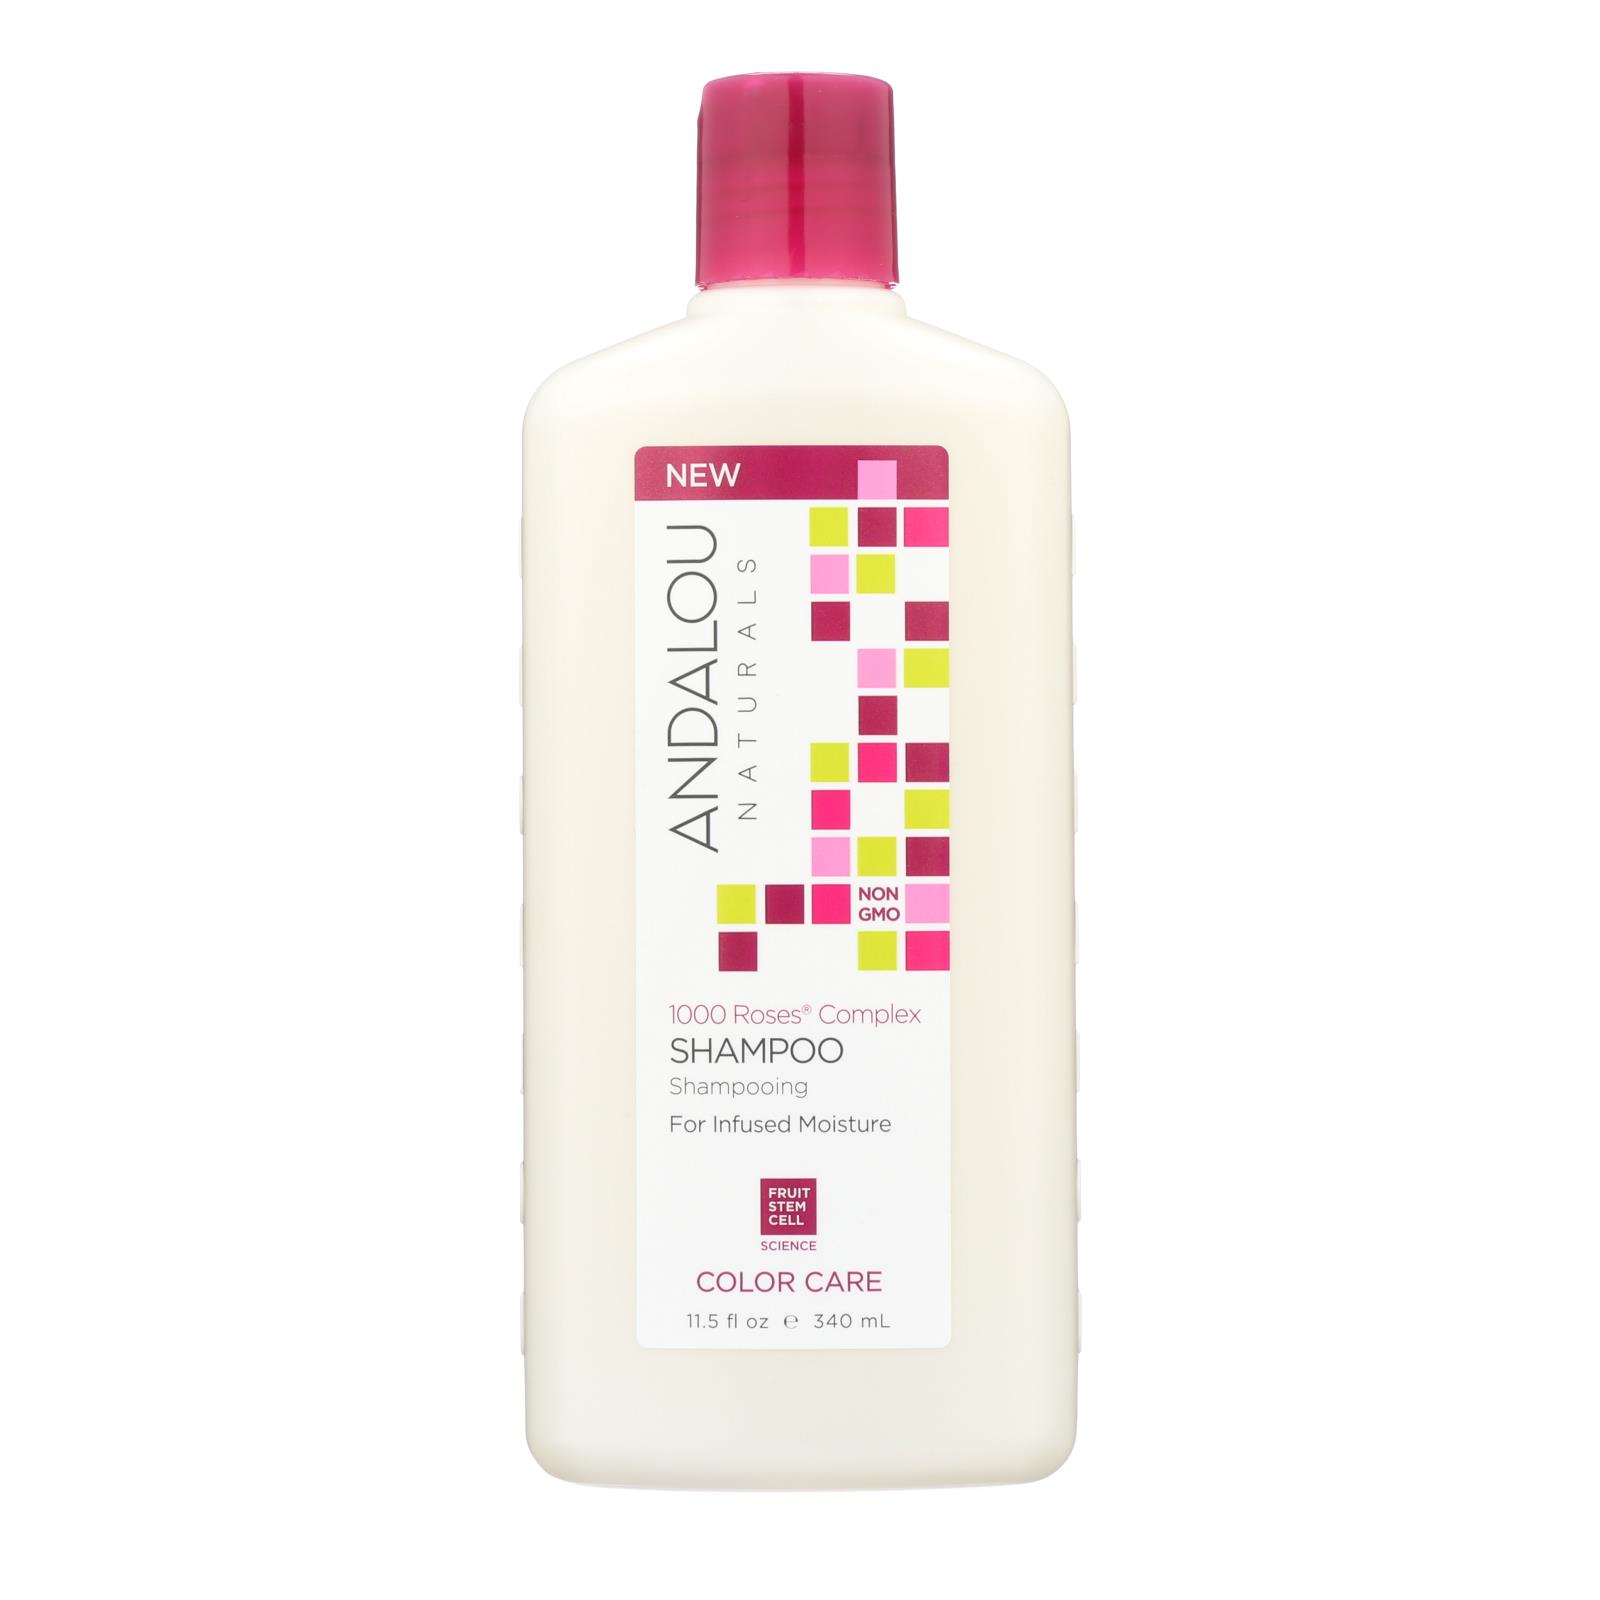 NEW
ANDALOU
NATURALS
NON
GMO
1000 Roses® Complex
SHAMPOO
Shampooing
For Infused Moisture
FRUIT
STEM
CELL
SCIENCE
COLOR CARE
11.5 fl oz ℮ 340 mL